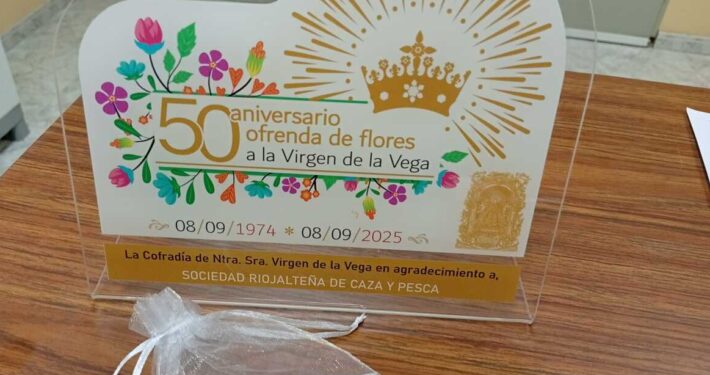 50 aniversario
ofrenda de flores
a la Virgen de la Vega
08/09/1974 * 08/09/2025
La Cofradía de Ntra. Sra. Virgen de la Vega en agradecimiento a,
SOCIEDAD RIOJALTEÑA DE CAZA Y PESCA